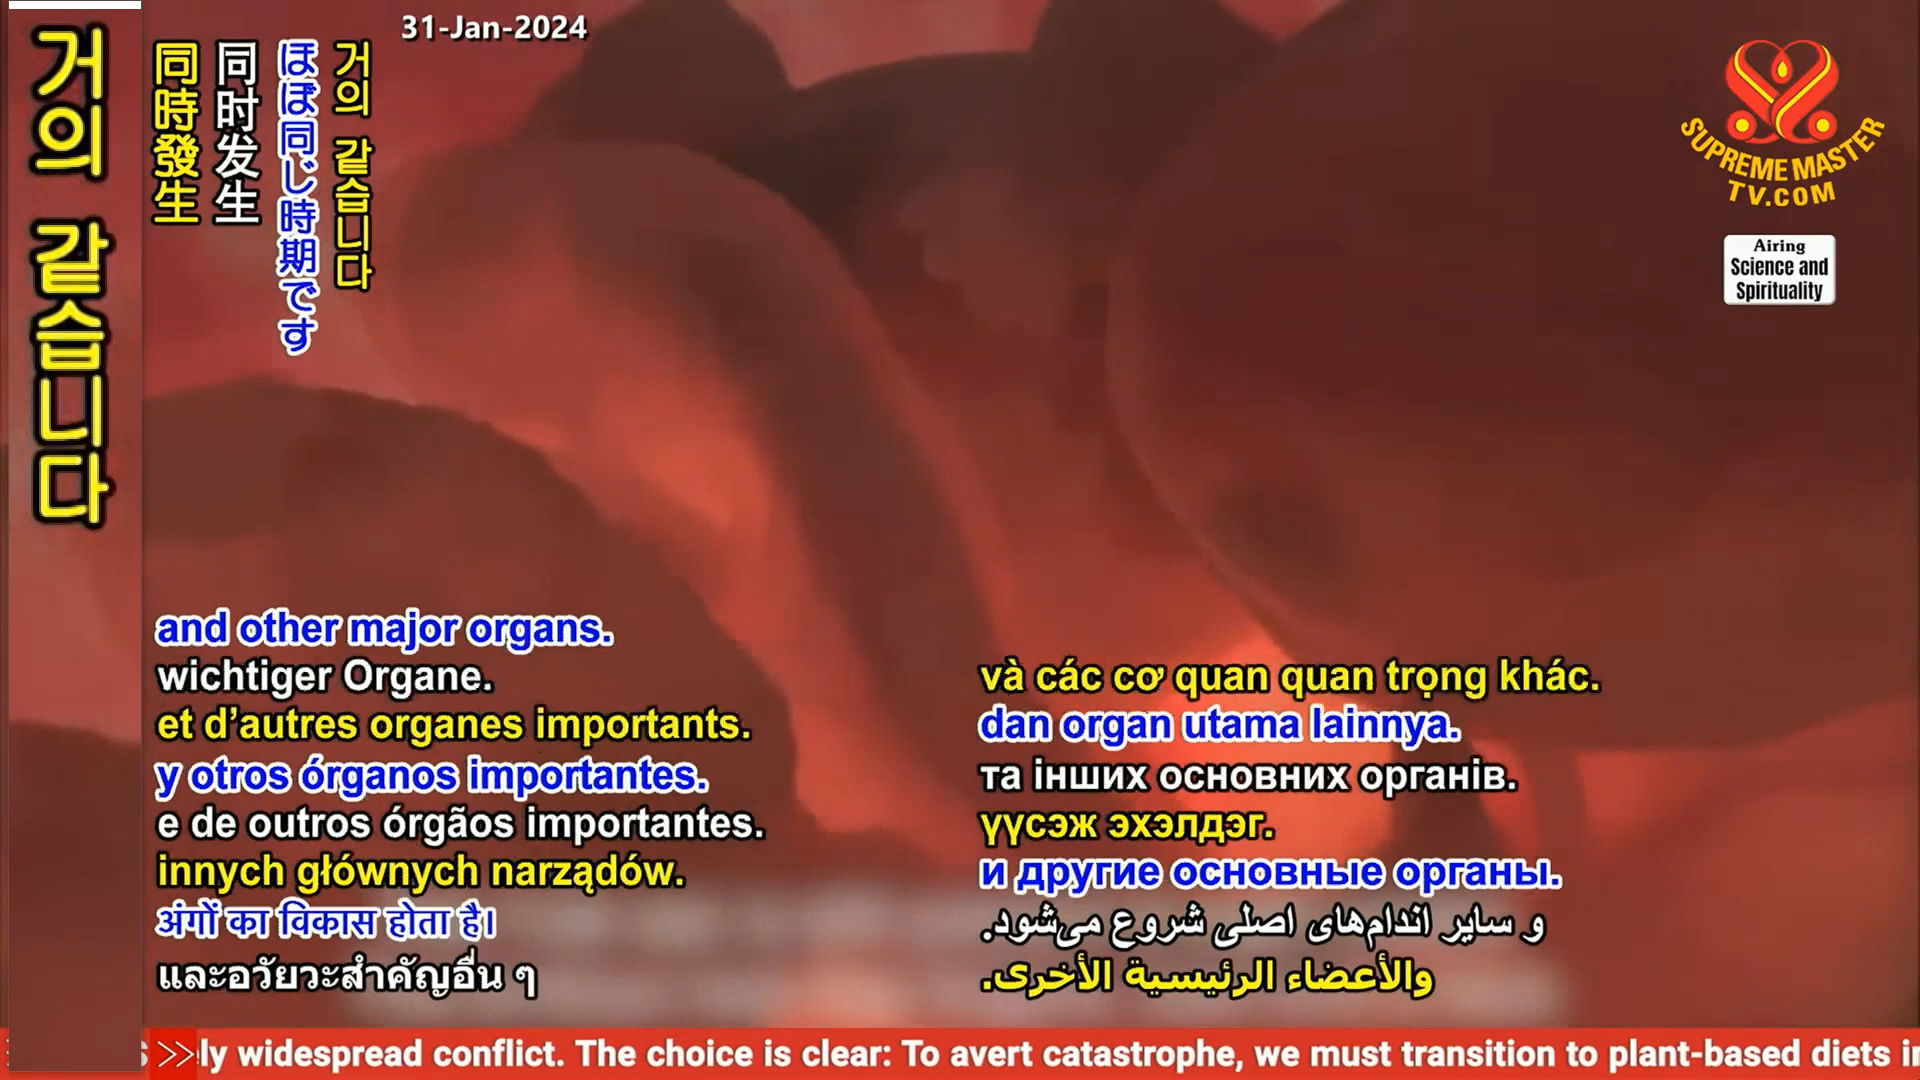 거의 같습니다
同時發生
同时发生
ほぼ同じ時期です
거의 같습니다
31-Jan-2024
SUPREME MASTER
TV.COM
Airing
Science and
Spirituality
and other major organs.
wichtiger Organe.
et d’autres organes importants.
y otros órganos importantes.
e de outros órgãos importantes.
innych głównych narządów.
अंगों का विकास होता है।
และอวัยวะสำคัญอื่น ๆ
và các cơ quan quan trọng khác.
dan organ utama lainnya.
та інших основних органів.
үүсэж эхэлдэг.
и другие основные органы.
و سایر اندام‌های اصلی شروع می‌شود.
والأعضاء الرئيسية الأخرى.
>> ly widespread conflict. The choice is clear: To avert catastrophe, we must transition to plant-based diets in